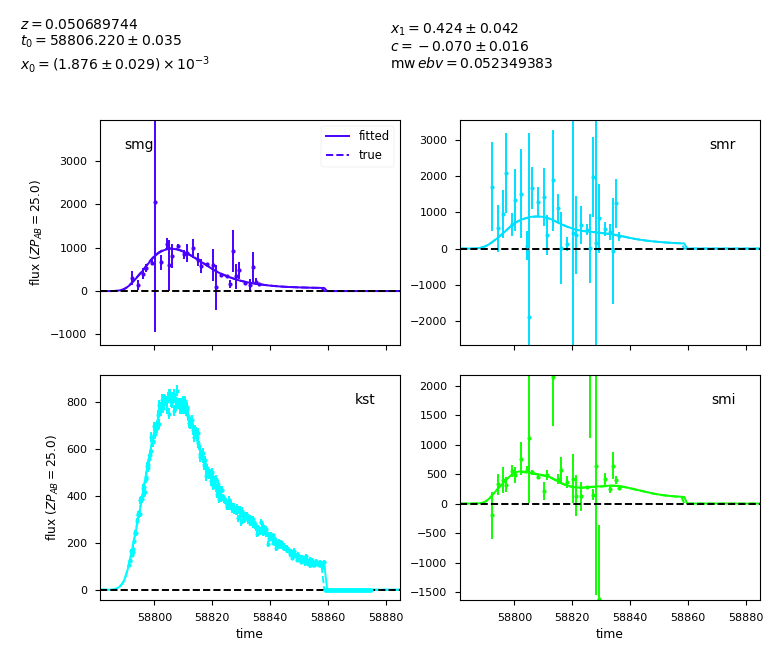 z = 0.050689744
t₀ = 58806.220 ± 0.035
x₀ = (1.876 ± 0.029) × 10⁻³
x₁ = 0.424 ± 0.042
c = −0.070 ± 0.016
mw ebv = 0.052349383
smg
fitted
true
flux (ZP_AB = 25.0)
3000
2000
1000
0
−1000
smr
3000
2000
1000
0
−1000
−2000
kst
flux (ZP_AB = 25.0)
800
600
400
200
0
58800 58820 58840 58860 58880
time
smi
2000
1500
1000
500
0
−500
−1000
−1500
58800 58820 58840 58860 58880
time